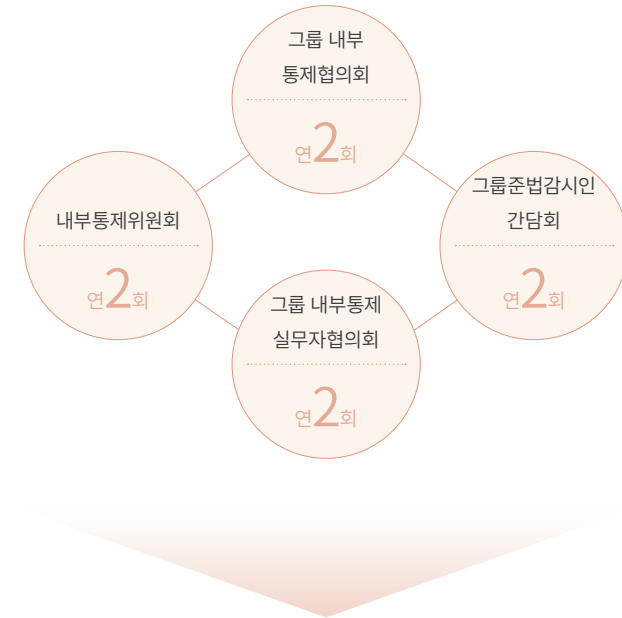 그룹 내부
통제협의회
연2회
내부통제위원회
연2회
그룹준법감시인
간담회
연2회
그룹 내부통제
실무자협의회
연2회